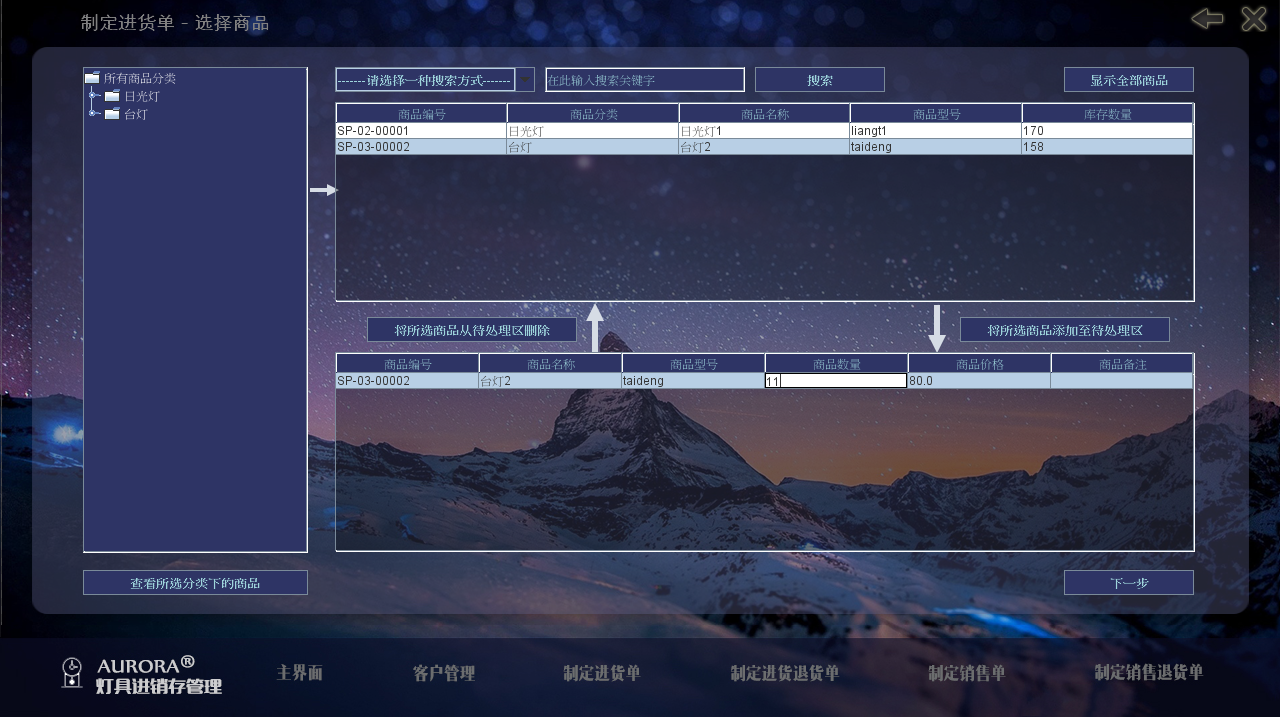 制定进货单 - 选择商品
所有商品分类
日光灯
台灯
-------请选择一种搜索方式-------
在此输入搜索关键字
搜索
显示全部商品
商品编号 商品分类 商品名称 商品型号 库存数量
SP-02-00001 日光灯 日光灯1 liangt1 170
SP-03-00002 台灯 台灯2 taideng 158
将所选商品从待处理区删除
将所选商品添加至待处理区
商品编号 商品名称 商品型号 商品数量 商品价格 商品备注
SP-03-00002 台灯2 taideng 11 80.0
查看所选分类下的商品
下一步
AURORA®
灯具进销存管理
主界面
客户管理
制定进货单
制定进货退货单
制定销售单
制定销售退货单